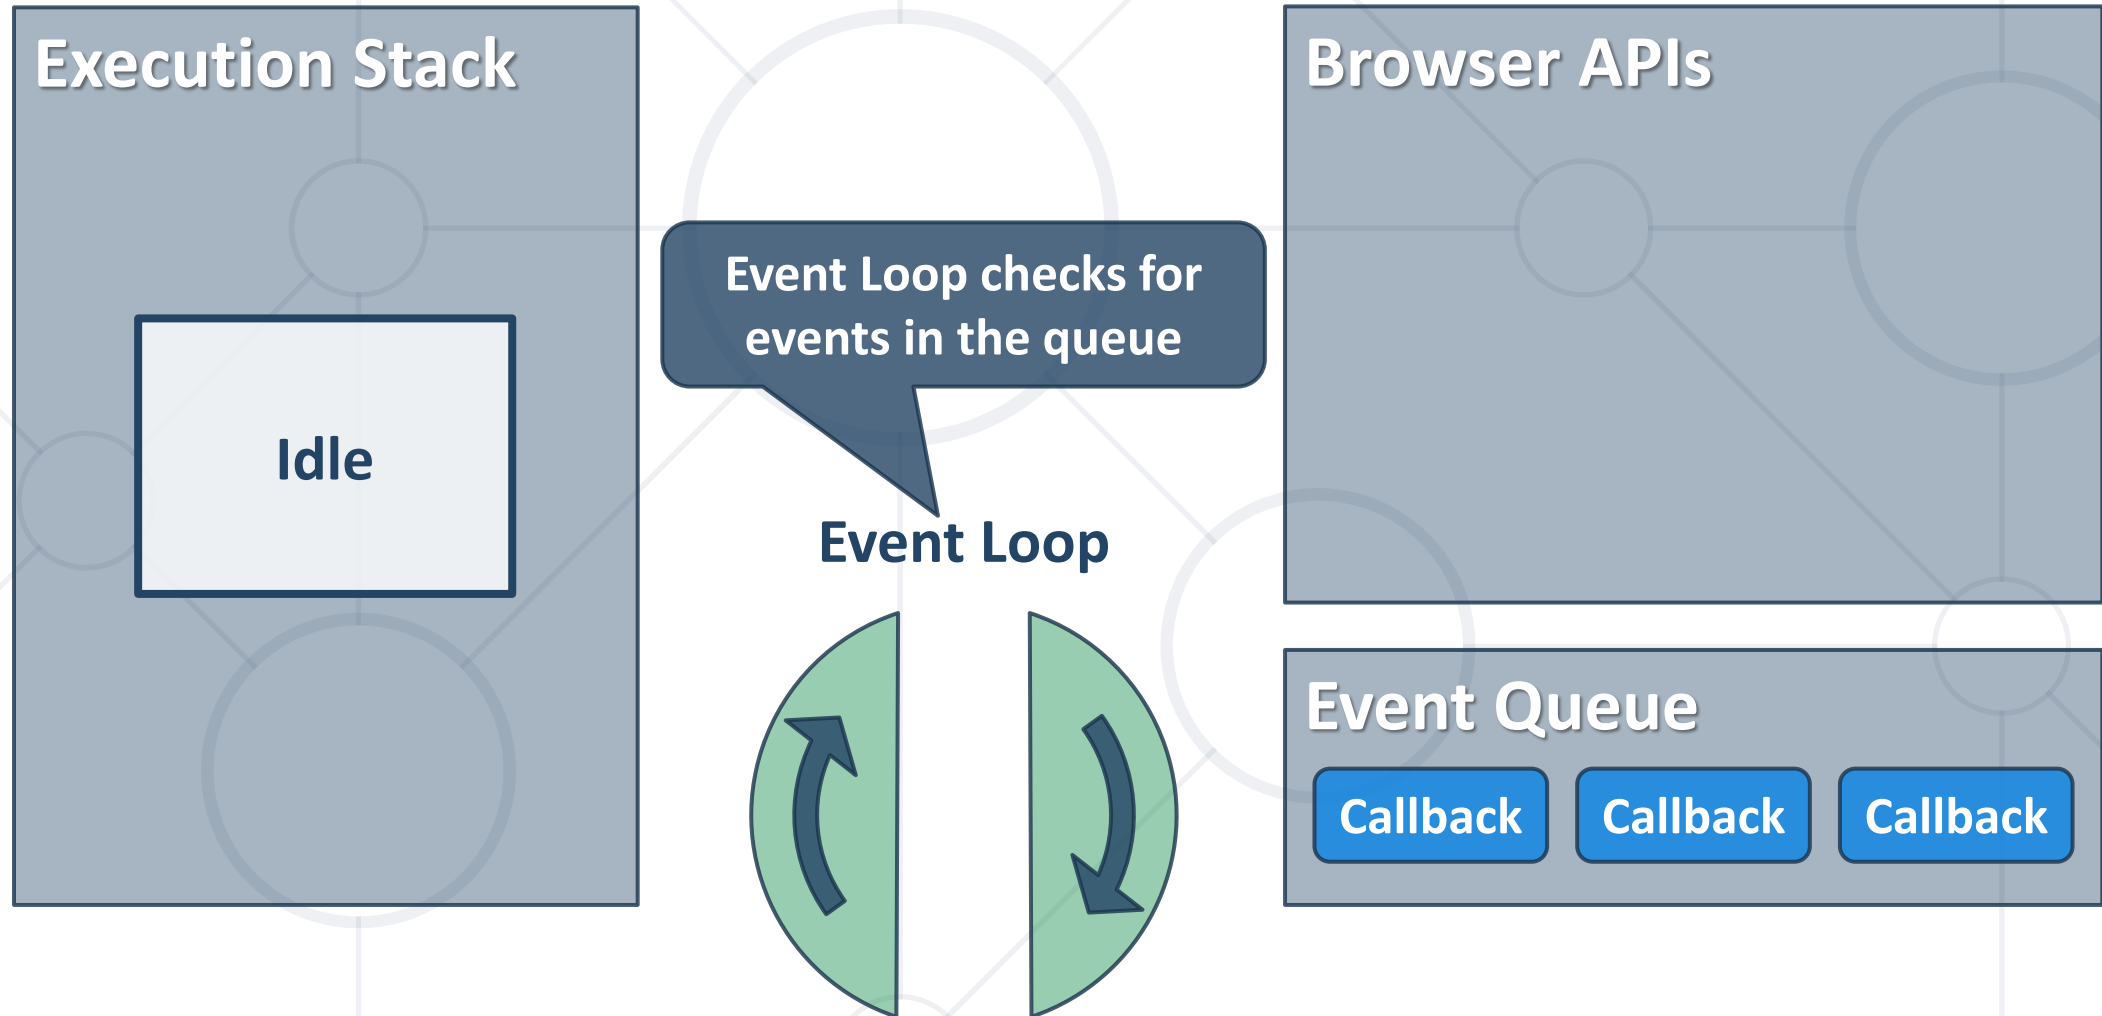 Execution Stack
Idle
Event Loop checks for
events in the queue
Event Loop
Browser APIs
Event Queue
Callback
Callback
Callback